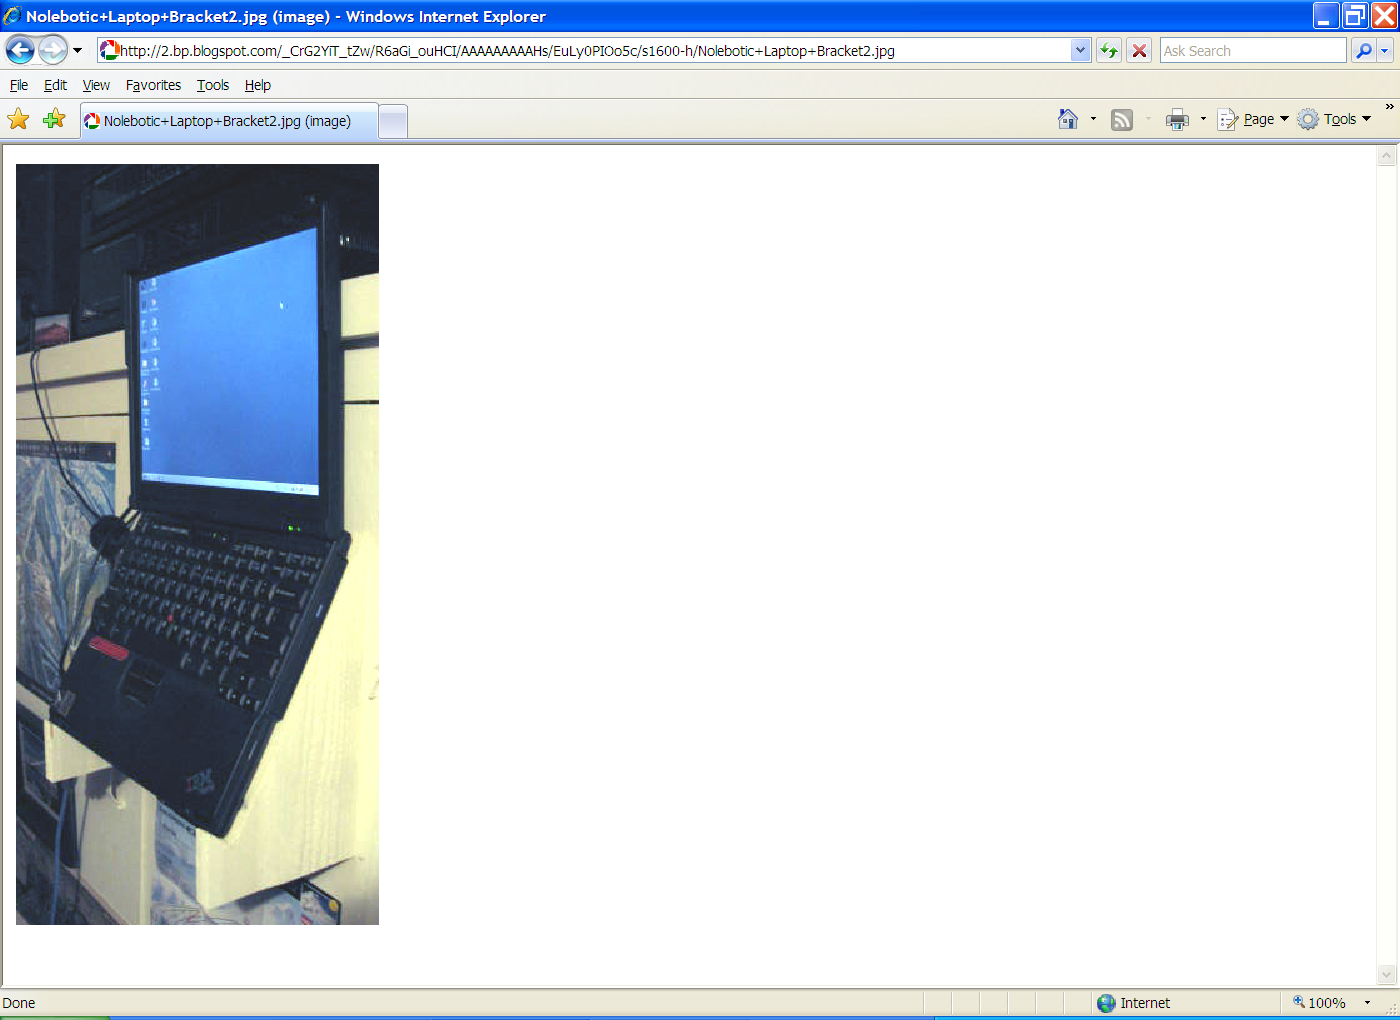 Nolebotic+Laptop+Bracket2.jpg (image) - Windows Internet Explorer
http://2.bp.blogspot.com/_CrG2YiT_tZw/R6aGi_ouHCI/AAAAAAAAAHs/EuLy0PIOo5c/s1600-h/Nolebotic+Laptop+Bracket2.jpg
Ask Search
File Edit View Favorites Tools Help
Nolebotic+Laptop+Bracket2.jpg (image)
Page Tools »
IBM
Done Internet 100%